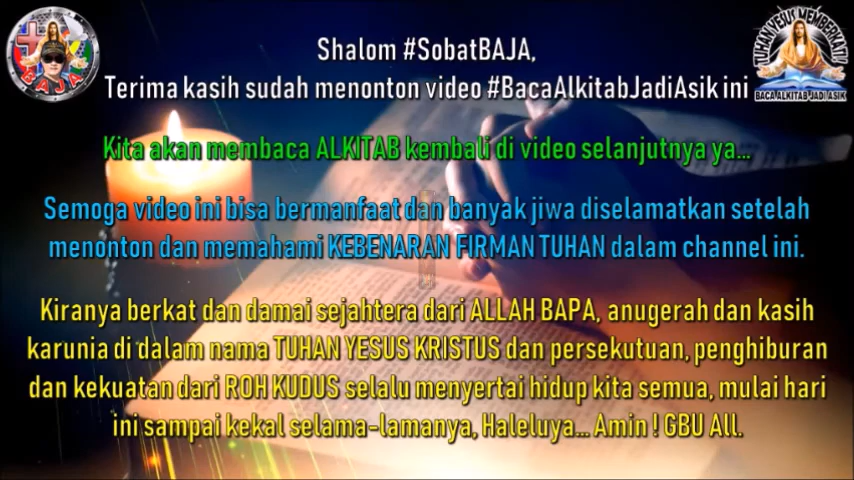 Shalom #SobatBAJA,
Terima kasih sudah menonton video #BacaAlkitabJadiAsik ini
Kita akan membaca ALKITAB kembali di video selanjutnya ya...
Semoga video ini bisa bermanfaat dan banyak jiwa diselamatkan setelah
menonton dan memahami KEBENARAN FIRMAN TUHAN dalam channel ini.
Kiranya berkat dan damai sejahtera dari ALLAH BAPA, anugerah dan kasih
karunia di dalam nama TUHAN YESUS KRISTUS dan persekutuan, penghiburan
dan kekuatan dari ROH KUDUS selalu menyertai hidup kita semua, mulai hari
ini sampai kekal selama-lamanya, Haleluya... Amin ! GBU All.
BAJA
TUHAN YESUS MEMBERKATI
BACA ALKITAB JADI ASIK